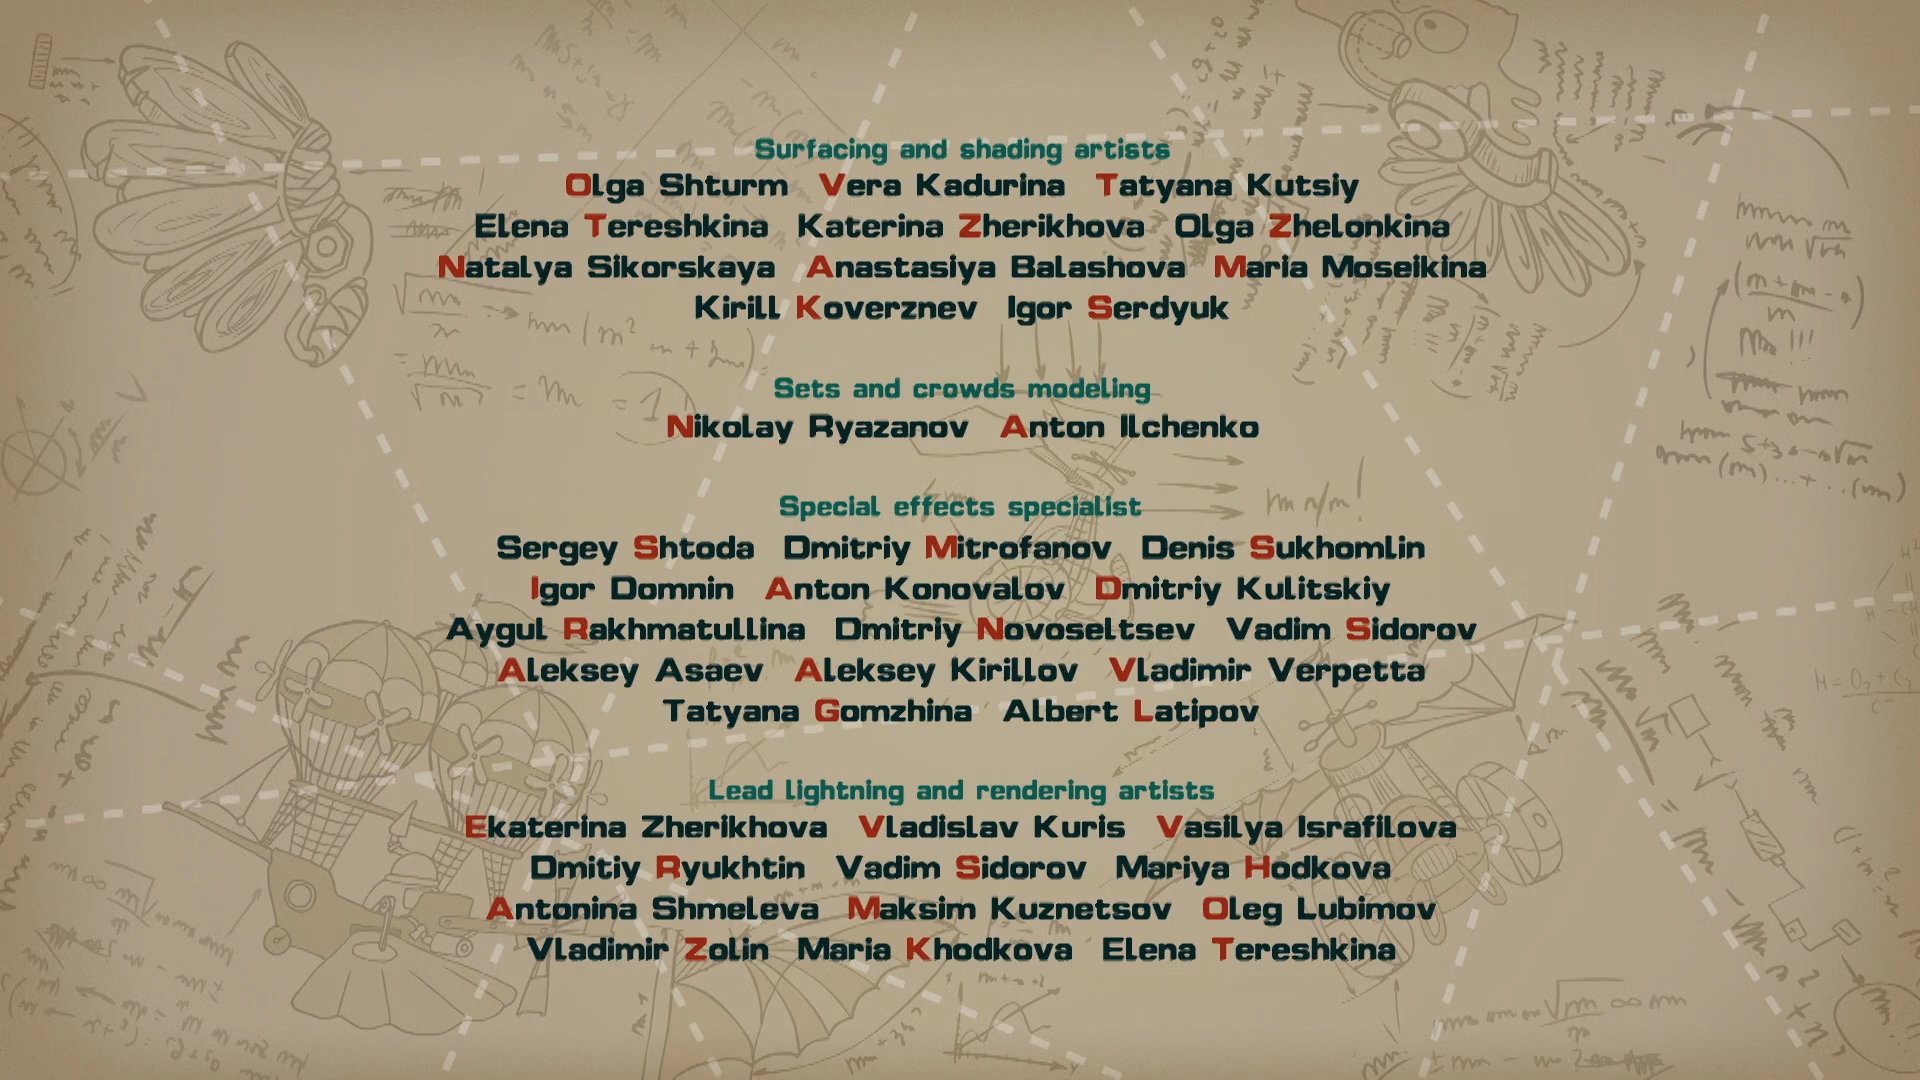 Surfacing and shading artists
Olga Shturm Vera Kadurina Tatyana Kutsiy
Elena Tereshkina Katerina Zherikhova Olga Zhelonkina
Natalya Sikorskaya Anastasiya Balashova Maria Moseikina
Kirill Koverznev Igor Serdyuk
Sets and crowds modeling
Nikolay Ryazanov Anton Ilchenko
Special effects specialist
Sergey Shtoda Dmitriy Mitrofanov Denis Sukhomlin
Igor Domnin Anton Konovalov Dmitriy Kulitskiy
Aygul Rakhmatullina Dmitriy Novoseltsev Vadim Sidorov
Aleksey Asaev Aleksey Kirillov Vladimir Verpetta
Tatyana Gomzhina Albert Latipov
Lead lightning and rendering artists
Ekaterina Zherikhova Vladislav Kuris Vasilya Israfilova
Dmitiy Ryukhtin Vadim Sidorov Mariya Hodkova
Antonina Shmeleva Maksim Kuznetsov Oleg Lubimov
Vladimir Zolin Maria Khodkova Elena Tereshkina